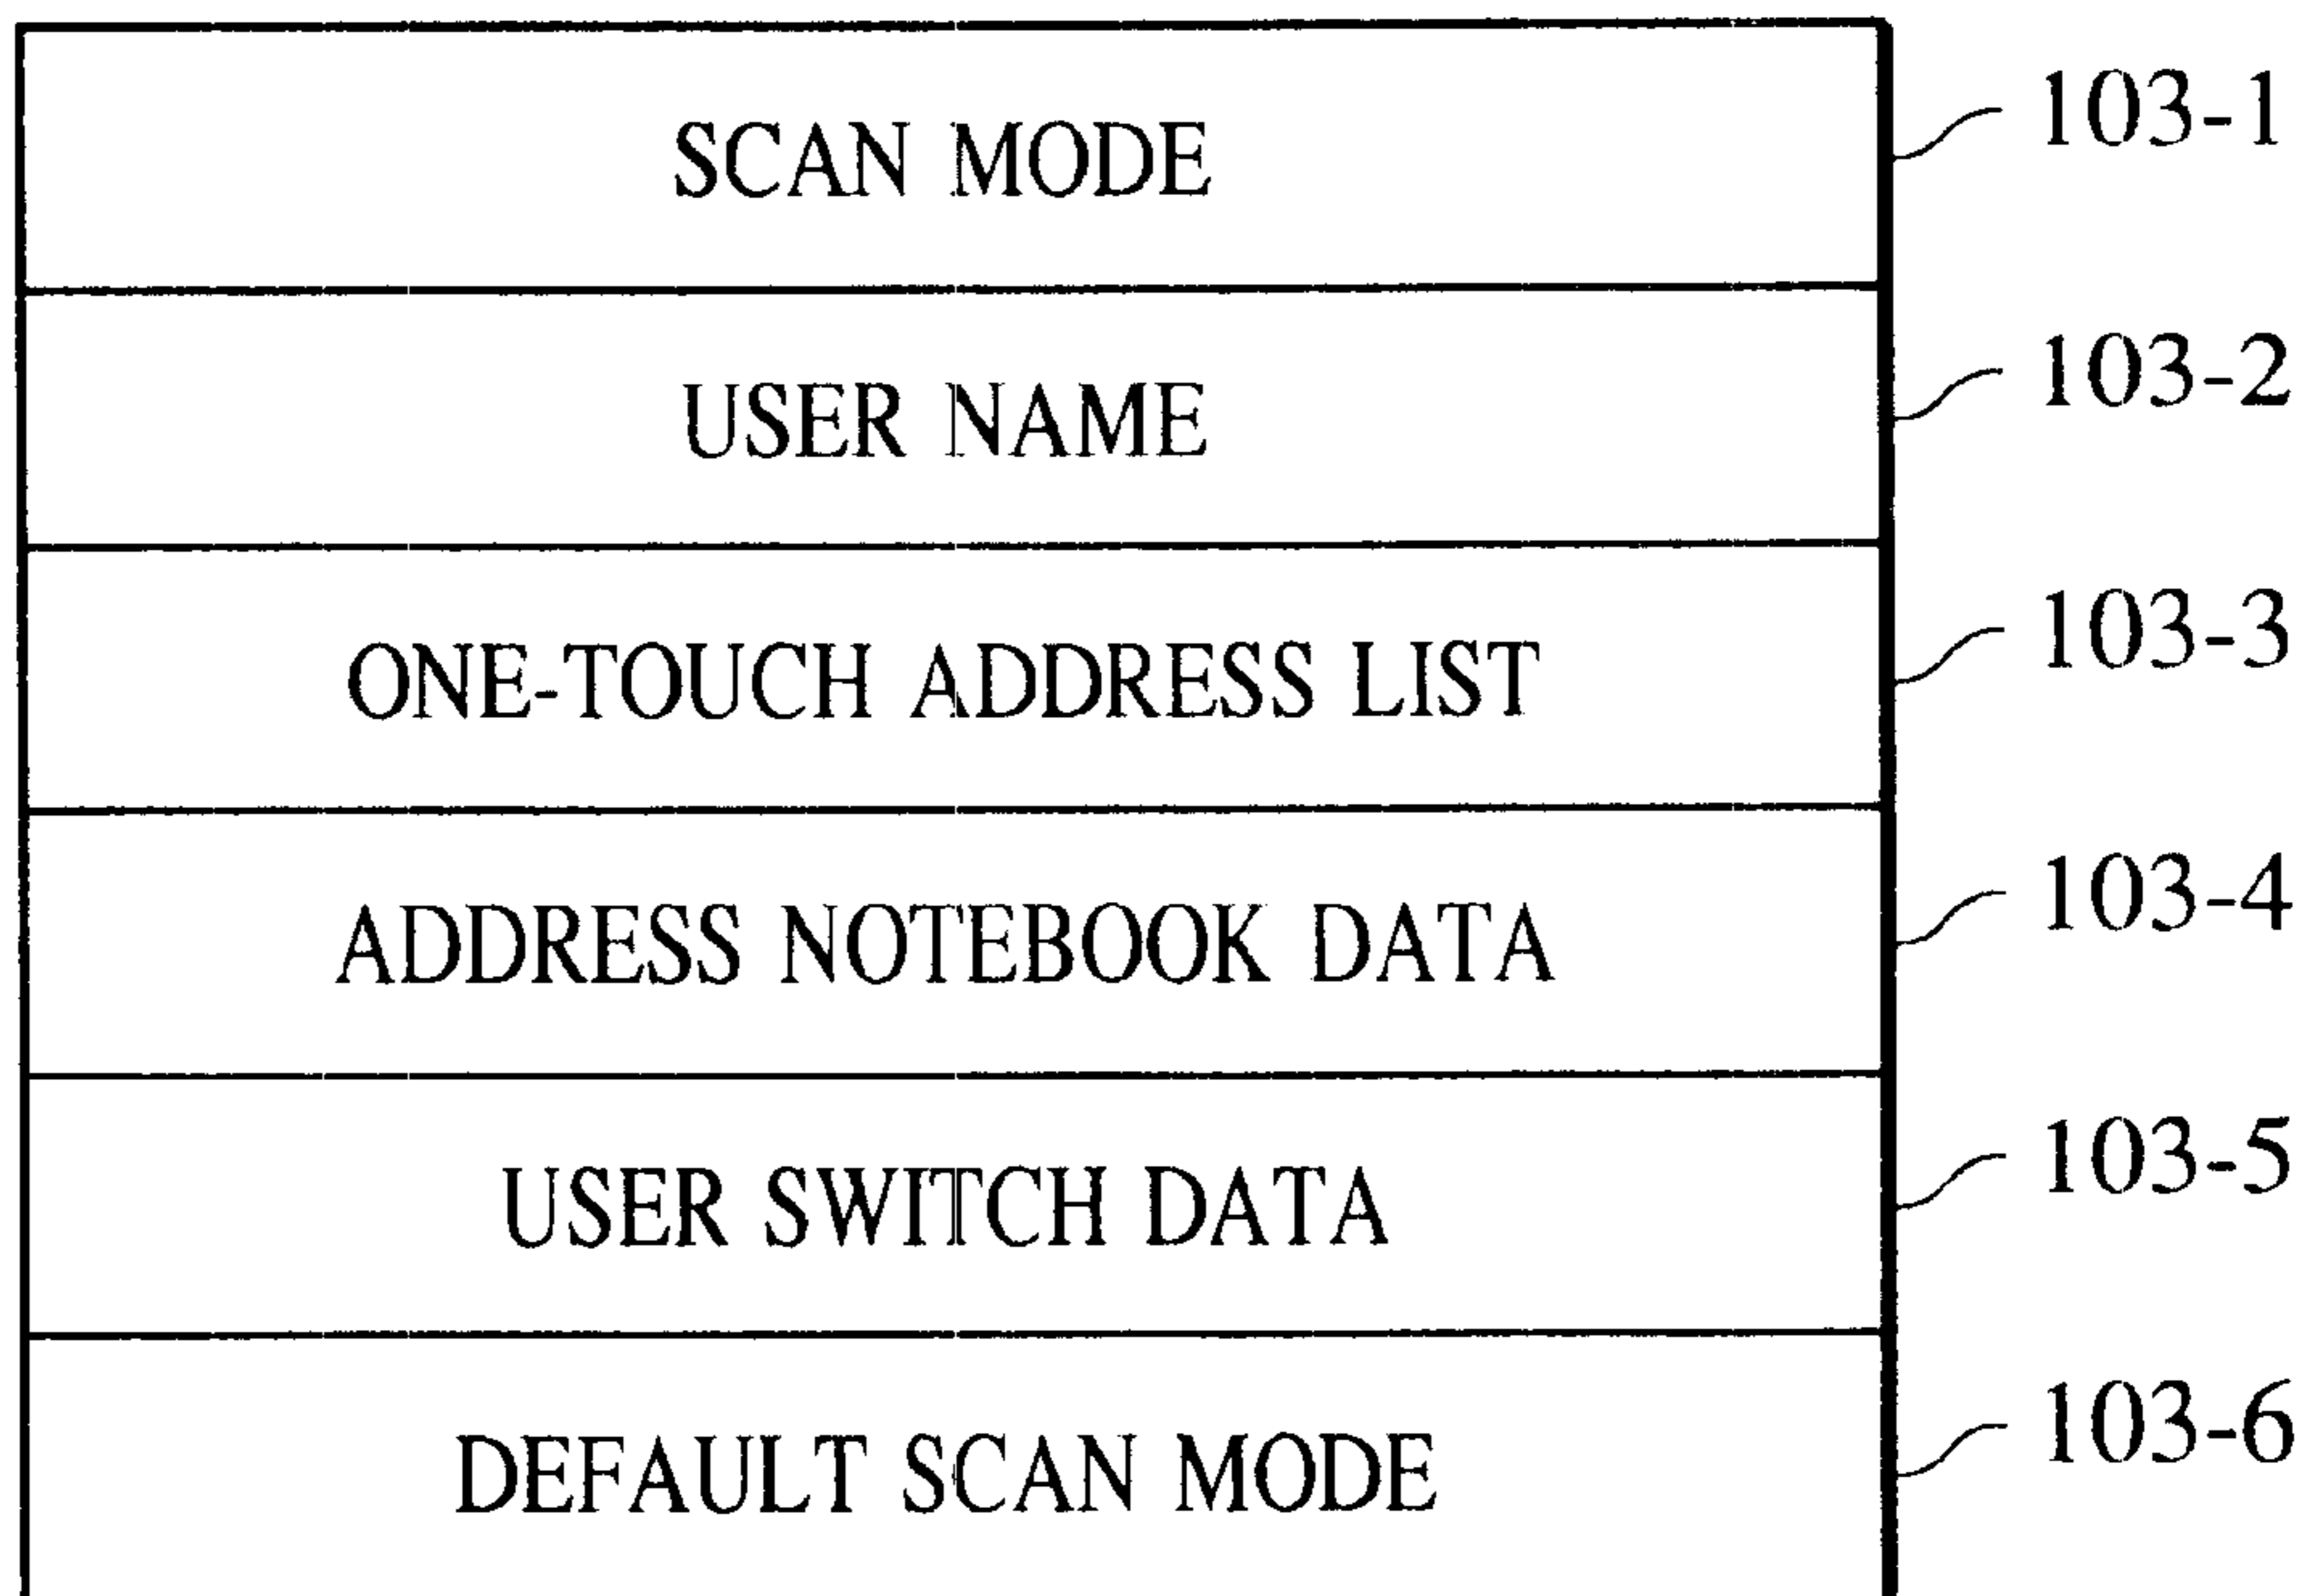 SCAN MODE 103-1
USER NAME 103-2
ONE-TOUCH ADDRESS LIST 103-3
ADDRESS NOTEBOOK DATA 103-4
USER SWITCH DATA 103-5
DEFAULT SCAN MODE 103-6